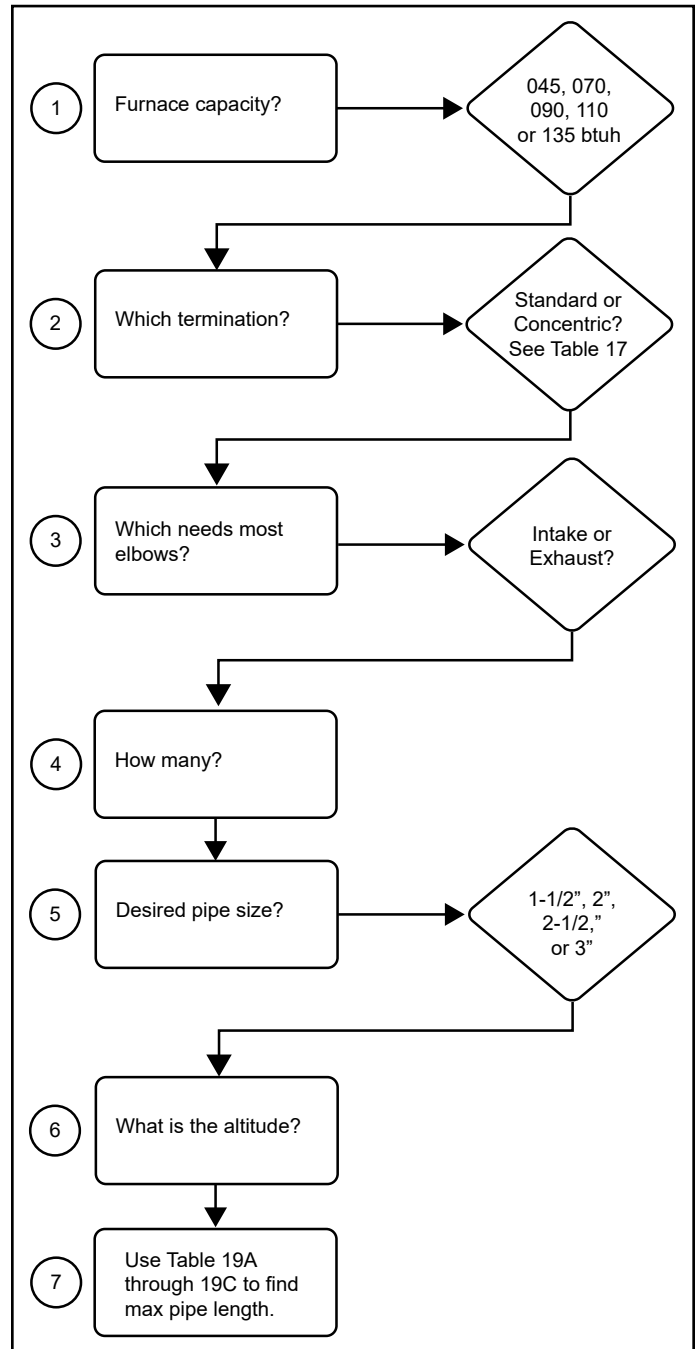 1
Furnace capacity?
045, 070,
090, 110
or 135 btuh
2
Which termination?
Standard or
Concentric?
See Table 17
3
Which needs most
elbows?
Intake or
Exhaust?
4
How many?
5
Desired pipe size?
1-1/2”, 2”,
2-1/2,”
or 3”
6
What is the altitude?
7
Use Table 19A
through 19C to find
max pipe length.